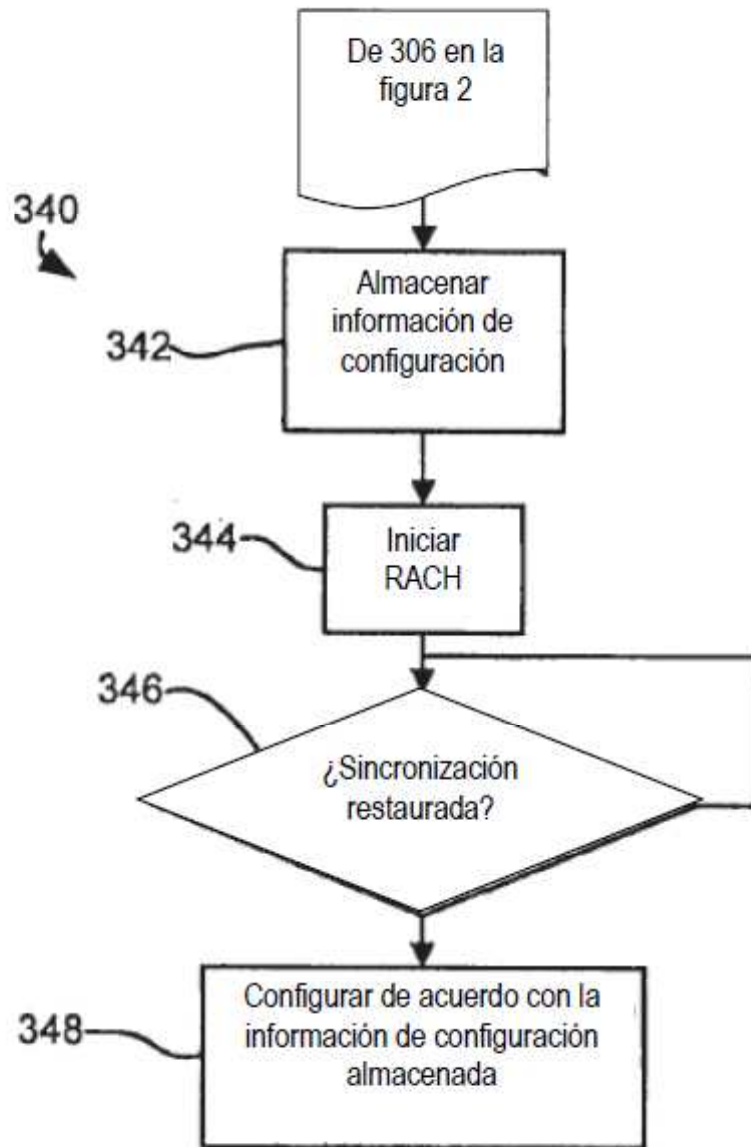 De 306 en la
figura 2
340
Almacenar
información de
configuración
342
Iniciar
RACH
344
346
¿Sincronización
restaurada?
Configurar de acuerdo con la
información de configuración
almacenada
348